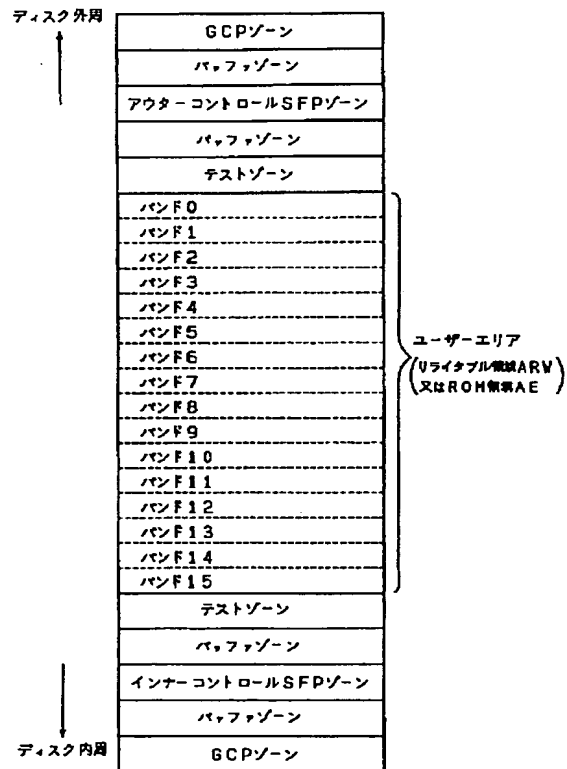 ディスク外周
GCPゾーン
バッファゾーン
アウターコントロールSFPゾーン
バッファゾーン
テストゾーン
バンド0
バンド1
バンド2
バンド3
バンド4
バンド5
バンド6
バンド7
バンド8
バンド9
バンド10
バンド11
バンド12
バンド13
バンド14
バンド15
ユーザーエリア
(リライタブル領域ARW
又はROM領域AE)
テストゾーン
バッファゾーン
インナーコントロールSFPゾーン
バッファゾーン
ディスク内周
GCPゾーン